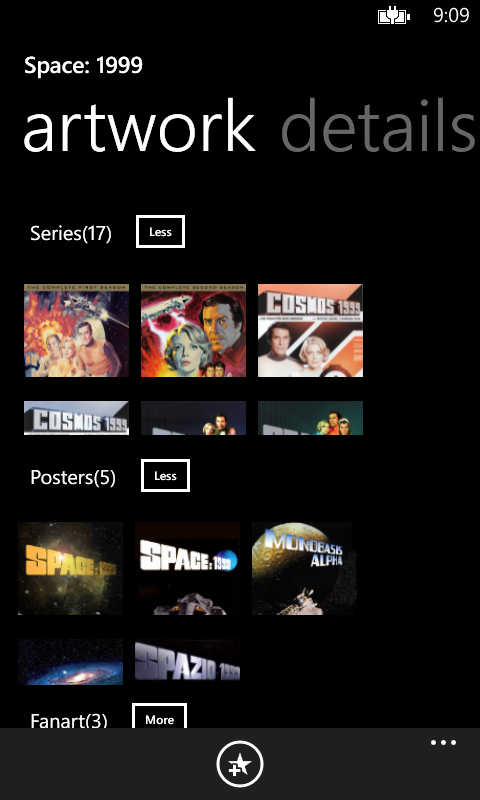 9:09
Space: 1999
artwork details
Series(17) Less
THE COMPLETE FIRST SEASON
THE COMPLETE SECOND SEASON
COSMOS 1999
COSMOS 1999
Posters(5) Less
SPACE: 1999
SPACE: 1999
MONDBASIS
ALPHA
SPAZIO 1999
Fanart(3) More